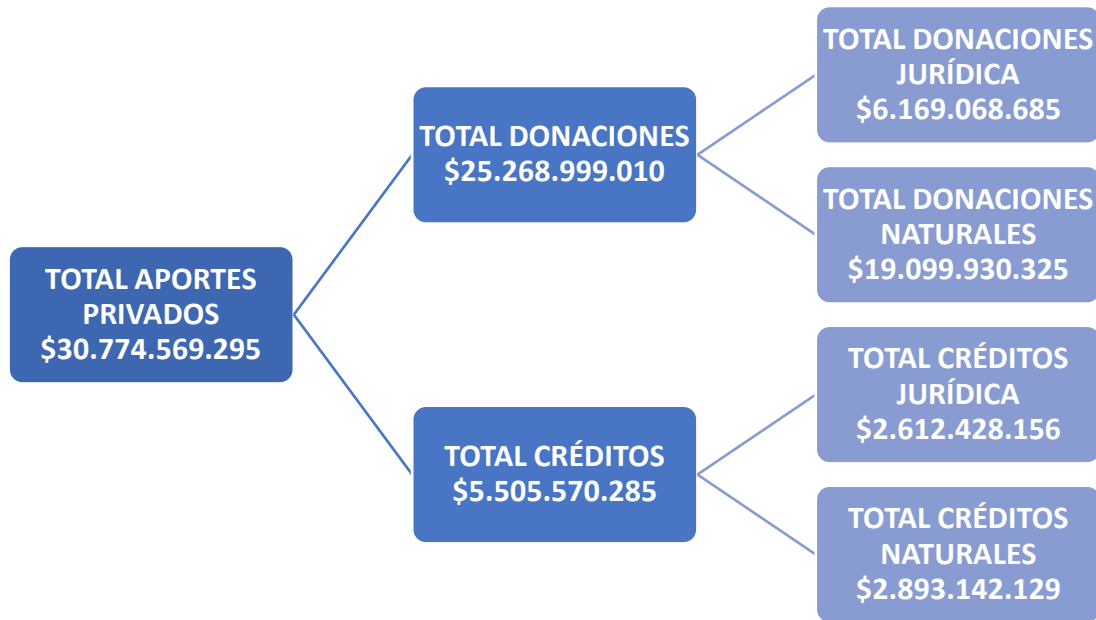 TOTAL APORTES
PRIVADOS
$30.774.569.295
TOTAL DONACIONES
$25.268.999.010
TOTAL DONACIONES
JURÍDICA
$6.169.068.685
TOTAL DONACIONES
NATURALES
$19.099.930.325
TOTAL CRÉDITOS
$5.505.570.285
TOTAL CRÉDITOS
JURÍDICA
$2.612.428.156
TOTAL CRÉDITOS
NATURALES
$2.893.142.129